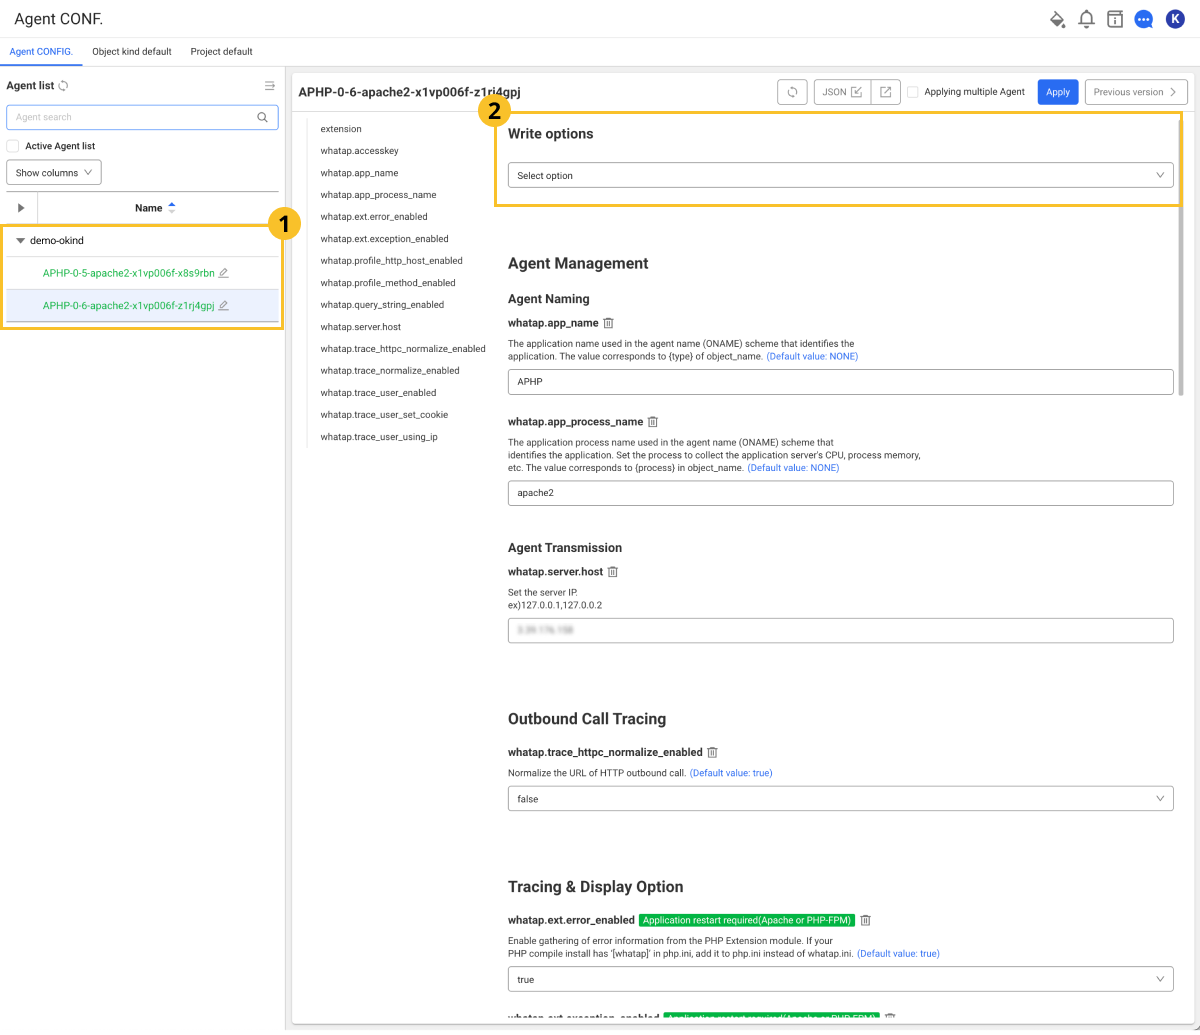 Agent CONF.
K
Agent CONFIG.
Object kind default
Project default
Agent list
Agent search
Active Agent list
Show columns
Name
1
demo-okind
APHP-0-5-apache2-x1vp006f-x8s9rbn
APHP-0-6-apache2-x1vp006f-z1rj4gpj
APHP-0-6-apache2-x1vp006f-z1rj4gpj
JSON
Applying multiple Agent
Apply
Previous version
2
extension
whatap.accesskey
whatap.app_name
whatap.app_process_name
whatap.ext.error_enabled
whatap.ext.exception_enabled
whatap.profile_http_host_enabled
whatap.profile_method_enabled
whatap.query_string_enabled
whatap.server.host
whatap.trace_httpc_normalize_enabled
whatap.trace_normalize_enabled
whatap.trace_user_enabled
whatap.trace_user_set_cookie
whatap.trace_user_using_ip
Write options
Select option
Agent Management
Agent Naming
whatap.app_name
The application name used in the agent name (ONAME) scheme that identifies the
application. The value corresponds to {type} of object_name. (Default value: NONE)
APHP
whatap.app_process_name
The application process name used in the agent name (ONAME) scheme that
identifies the application. Set the process to collect the application server's CPU, process memory,
etc. The value corresponds to {process} in object_name. (Default value: NONE)
apache2
Agent Transmission
whatap.server.host
Set the server IP.
ex)127.0.0.1,127.0.0.2
Outbound Call Tracing
whatap.trace_httpc_normalize_enabled
Normalize the URL of HTTP outbound call. (Default value: true)
false
Tracing & Display Option
whatap.ext.error_enabled Application restart required(Apache or PHP-FPM)
Enable gathering of error information from the PHP Extension module. If your
PHP compile install has '[whatap]' in php.ini, add it to php.ini instead of whatap.ini. (Default value: true)
true
whatap.ext.exception_enabled Application restart required(Apache or PHP-FPM)